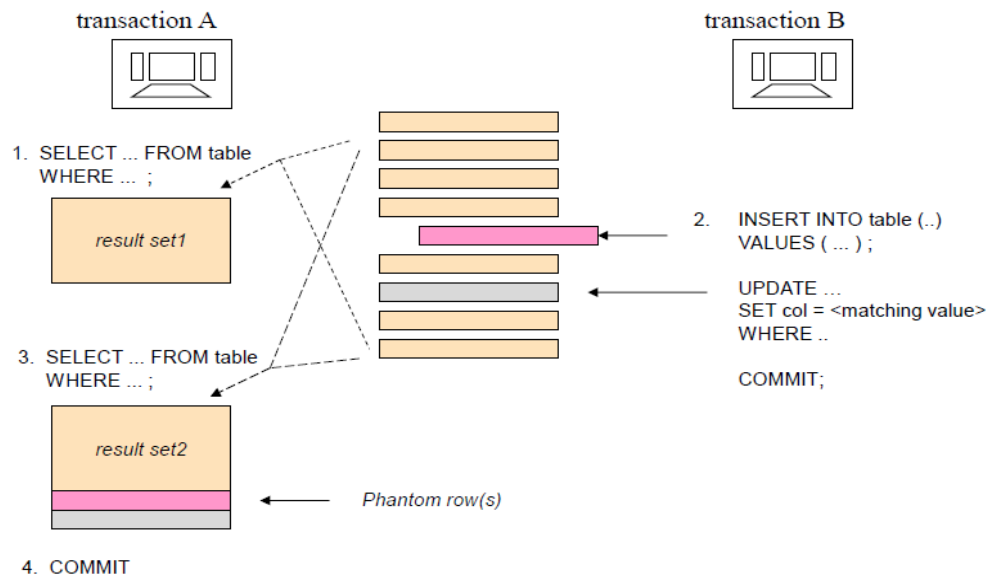 transaction A
transaction B
1. SELECT ... FROM table
WHERE ... ;
result set1
2. INSERT INTO table (..)
VALUES ( ... ) ;
UPDATE ...
SET col = <matching value>
WHERE ..
COMMIT;
3. SELECT ... FROM table
WHERE ... ;
result set2
Phantom row(s)
4. COMMIT